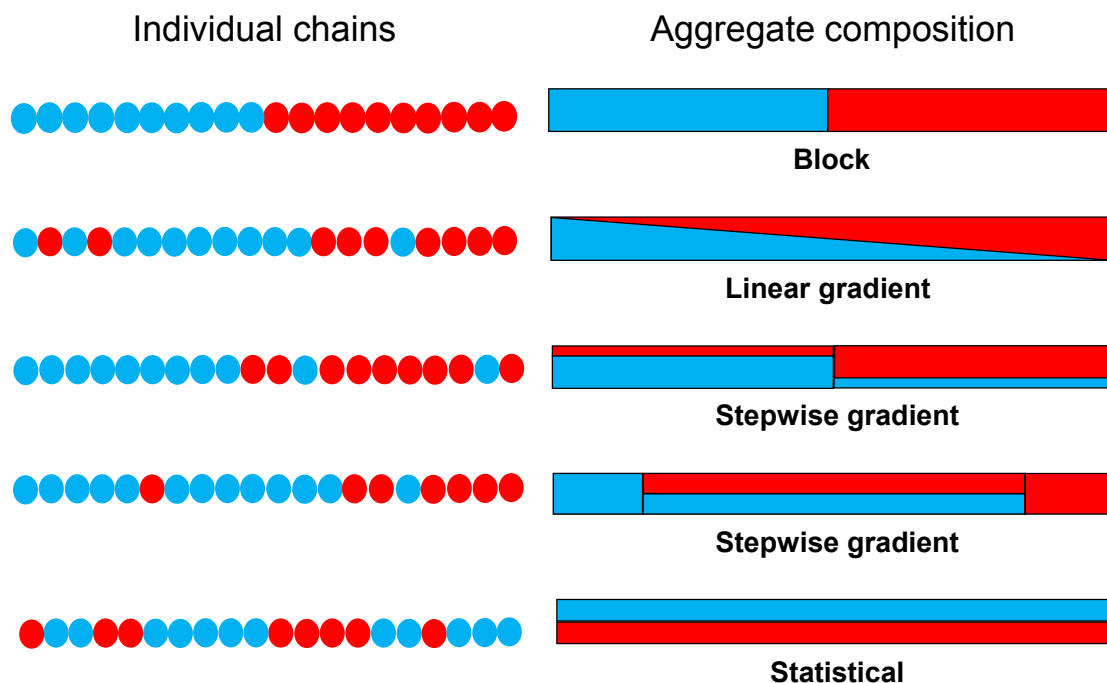 Individual chains
Aggregate composition
Block
Linear gradient
Stepwise gradient
Stepwise gradient
Statistical